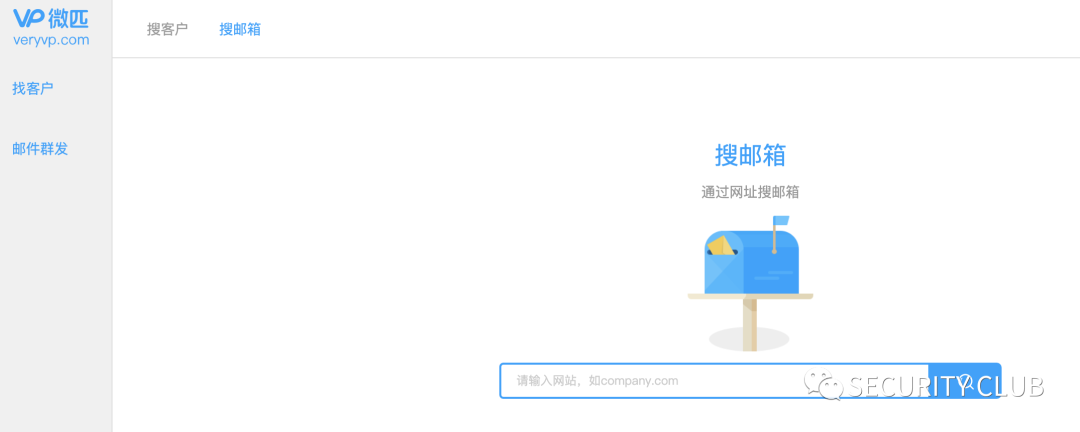 VP 微匹
veryvp.com
搜客户
搜邮箱
找客户
邮件群发
搜邮箱
通过网址搜邮箱
请输入网站，如company.com
SECURITY CLUB